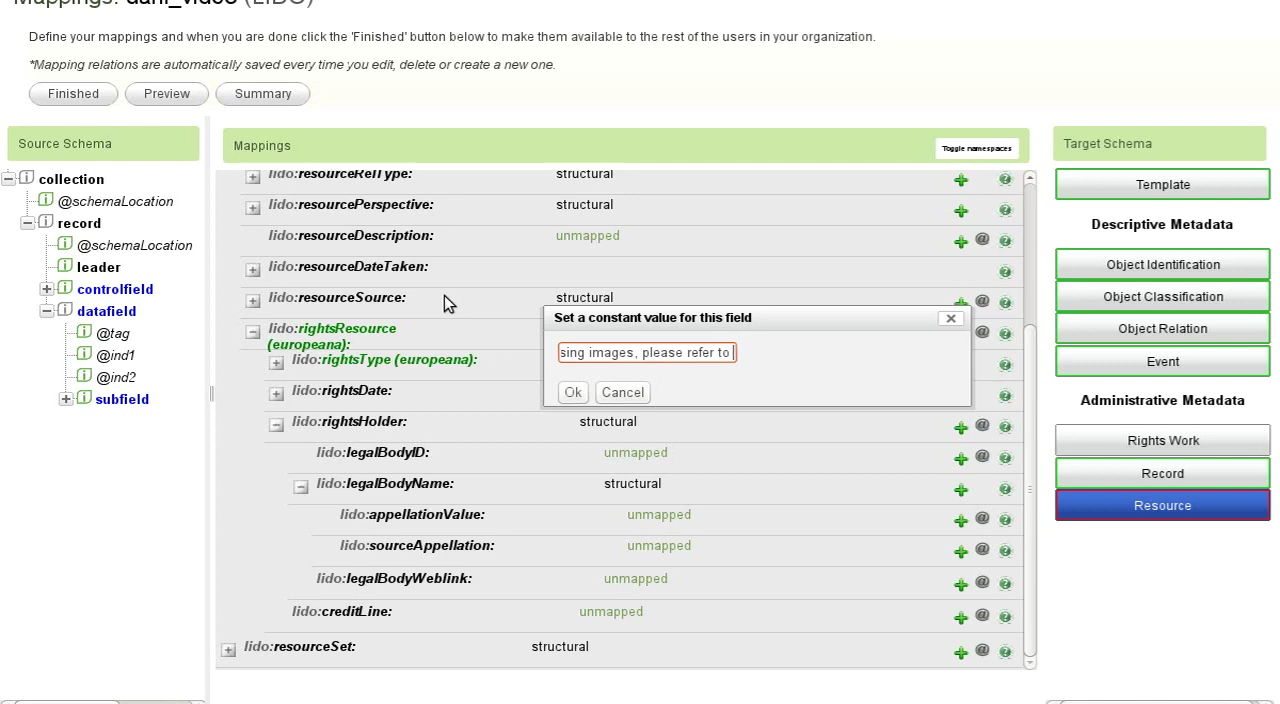 Mappings: dahl_video (LIDO)
Define your mappings and when you are done click the 'Finished' button below to make them available to the rest of the users in your organization.
*Mapping relations are automatically saved every time you edit, delete or create a new one.
Finished Preview Summary
Source Schema
collection
@schemaLocation
record
@schemaLocation
leader
controlfield
datafield
@tag
@ind1
@ind2
subfield
Mappings Toggle namespaces
lido:resourceRelType: structural
lido:resourcePerspective: structural
lido:resourceDescription: unmapped
lido:resourceDateTaken:
lido:resourceSource: structural
lido:rightsResource
(europeana):
lido:rightsType (europeana):
lido:rightsDate:
lido:rightsHolder: structural
lido:legalBodyID: unmapped
lido:legalBodyName: structural
lido:appellationValue: unmapped
lido:sourceAppellation: unmapped
lido:legalBodyWeblink: unmapped
lido:creditLine: unmapped
lido:resourceSet: structural
Set a constant value for this field
sing images, please refer to
Ok Cancel
Target Schema
Template
Descriptive Metadata
Object Identification
Object Classification
Object Relation
Event
Administrative Metadata
Rights Work
Record
Resource